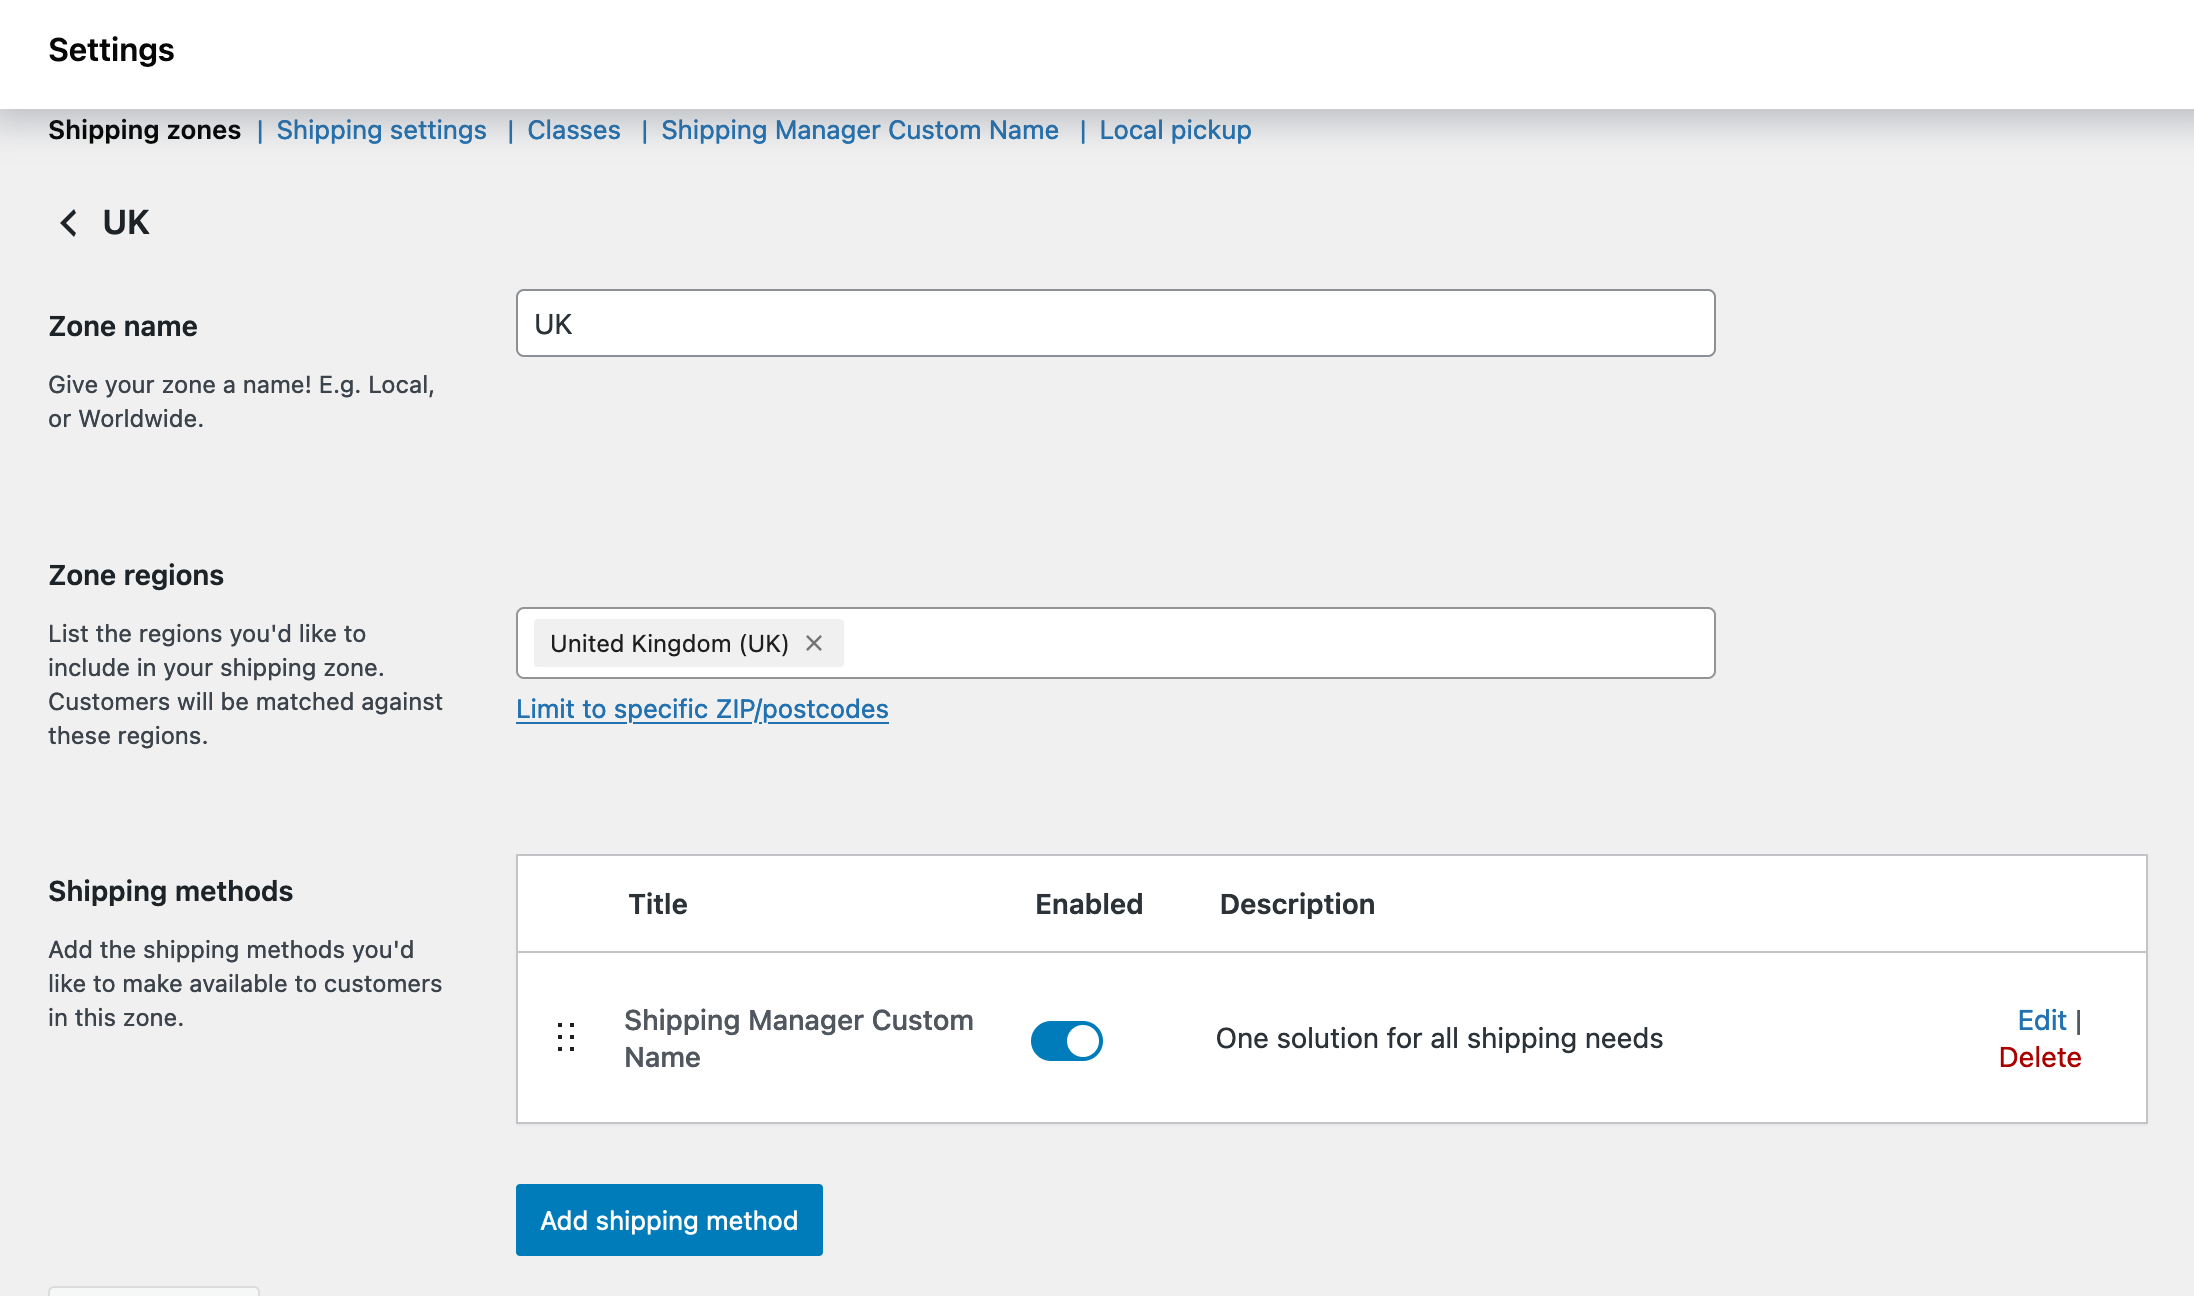 Settings
Shipping zones | Shipping settings | Classes | Shipping Manager Custom Name | Local pickup
UK
Zone name
UK
Give your zone a name! E.g. Local,
or Worldwide.
Zone regions
List the regions you'd like to
include in your shipping zone.
Customers will be matched against
these regions.
United Kingdom (UK)
Limit to specific ZIP/postcodes
Shipping methods
Add the shipping methods you'd
like to make available to customers
in this zone.
Title Enabled Description
Shipping Manager Custom
Name
One solution for all shipping needs
Edit |
Delete
Add shipping method